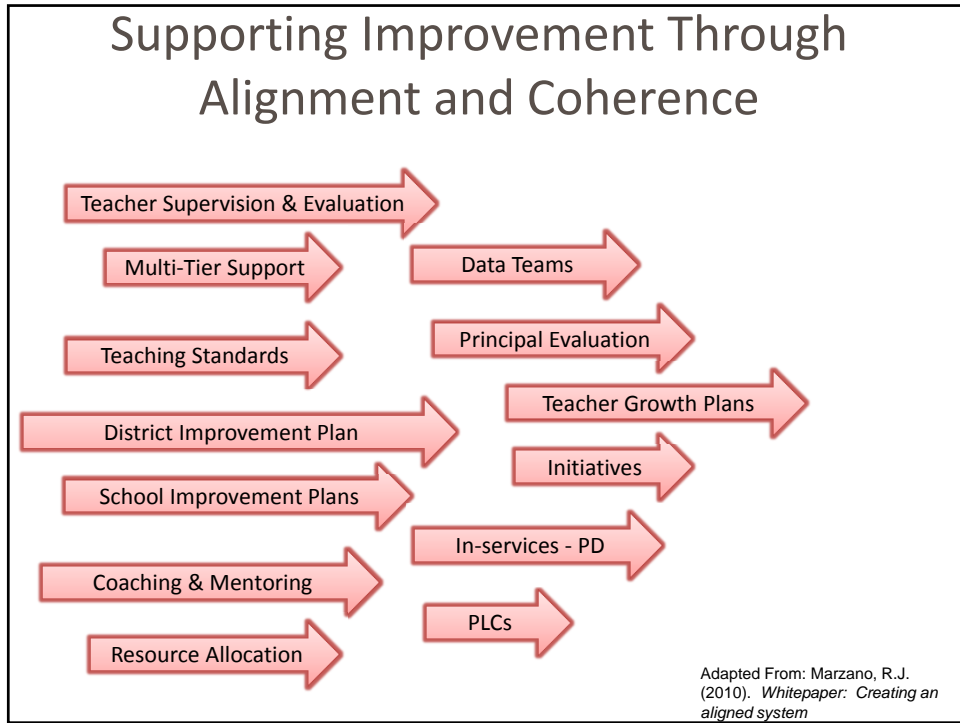 Supporting Improvement Through
Alignment and Coherence
Teacher Supervision & Evaluation
Multi-Tier Support
Data Teams
Teaching Standards
Principal Evaluation
Teacher Growth Plans
District Improvement Plan
Initiatives
School Improvement Plans
In-services - PD
Coaching & Mentoring
PLCs
Resource Allocation
Adapted From: Marzano, R.J.
(2010). Whitepaper: Creating an
aligned system